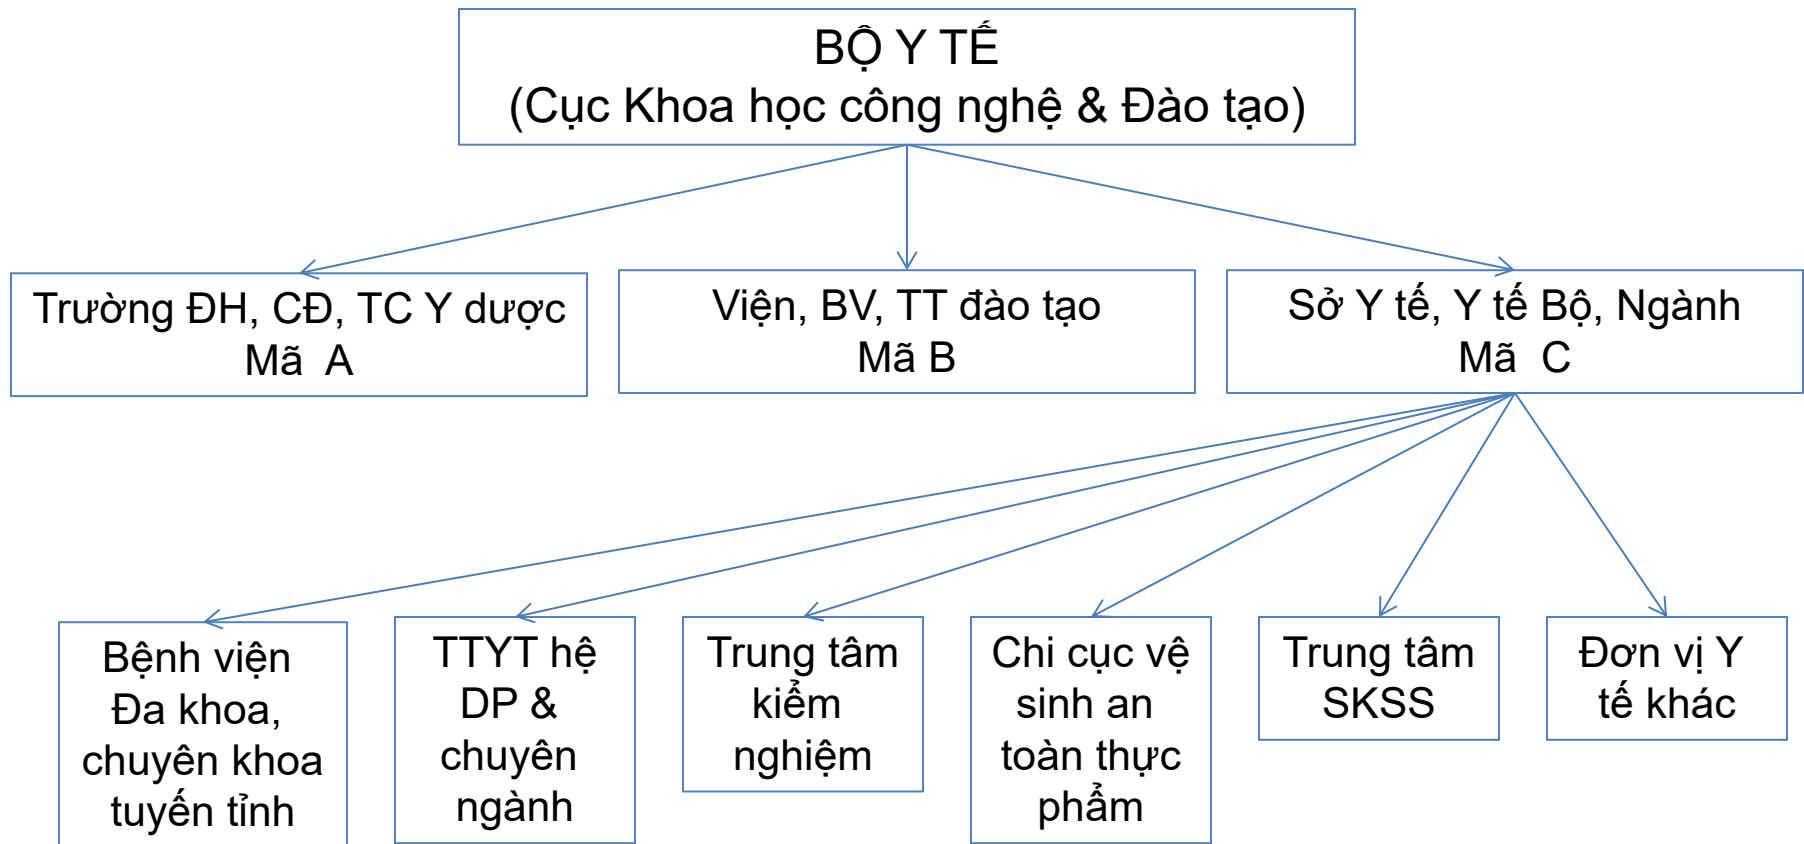 BỘ Y TẾ
(Cục Khoa học công nghệ & Đào tạo)
Trường ĐH, CĐ, TC Y dược
Mã A
Viện, BV, TT đào tạo
Mã B
Sở Y tế, Y tế Bộ, Ngành
Mã C
Bệnh viện
Đa khoa,
chuyên khoa
tuyến tỉnh
TTYT hệ
DP &
chuyên
ngành
Trung tâm
kiểm
nghiệm
Chi cục vệ
sinh an
toàn thực
phẩm
Trung tâm
SKSS
Đơn vị Y
tế khác